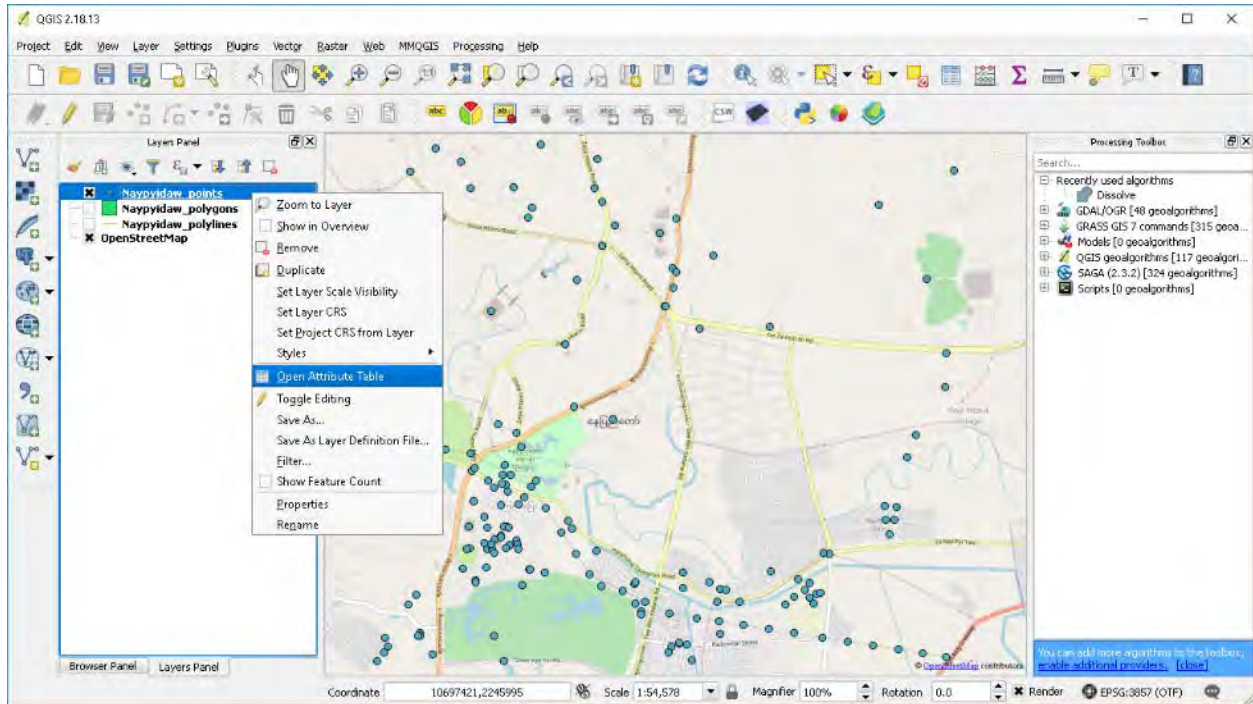 QGIS 2.18.13
Project Edit View Layer Settings Plugins Vector Raster Web MMQGIS Processing Help
Layers Panel
Naypyidaw_points
Naypyidaw_polygons
Naypyidaw_polylines
OpenStreetMap
Zoom to Layer
Show in Overview
Remove
Duplicate
Set Layer Scale Visibility
Set Layer CRS
Set Project CRS from Layer
Styles
Open Attribute Table
Toggle Editing
Save As...
Save As Layer Definition File...
Filter...
Show Feature Count
Properties
Rename
နေပြည်တော်
© OpenStreetMap contributors
Processing Toolbox
Search...
Recently used algorithms
Dissolve
GDAL/OGR [48 geoalgorithms]
GRASS GIS 7 commands [315 geoa...
Models [0 geoalgorithms]
QGIS geoalgorithms [117 geoalgori...
SAGA (2.3.2) [324 geoalgorithms]
Scripts [0 geoalgorithms]
You can add more algorithms to the toolbox,
enable additional providers. [close]
Browser Panel Layers Panel
Coordinate 10697421,2245995 Scale 1:54,578 Magnifier 100% Rotation 0.0 Render EPSG:3857 (OTF)